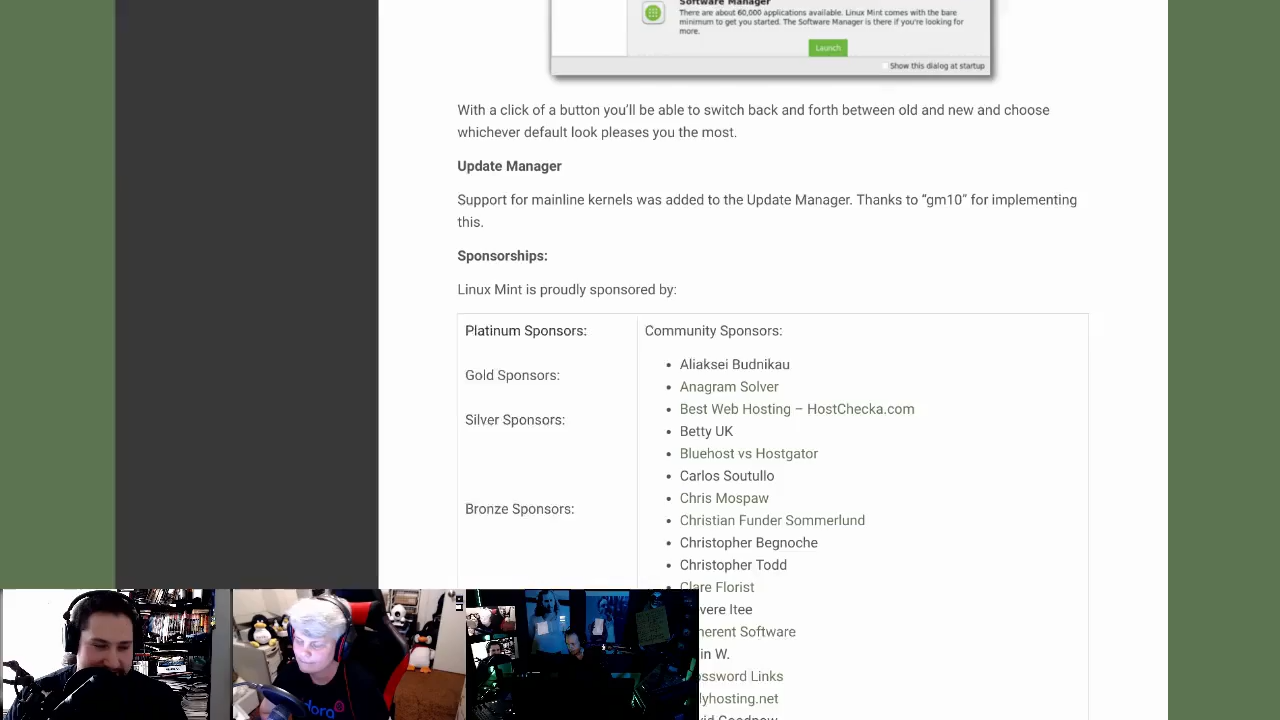 Software Manager
There are about 60,000 applications available. Linux Mint comes with the bare
minimum to get you started. The Software Manager is there if you're looking for
more.
Launch
Show this dialog at startup
With a click of a button you’ll be able to switch back and forth between old and new and choose
whichever default look pleases you the most.
Update Manager
Support for mainline kernels was added to the Update Manager. Thanks to “gm10” for implementing
this.
Sponsorships:
Linux Mint is proudly sponsored by:
Platinum Sponsors:
Gold Sponsors:
Silver Sponsors:
Bronze Sponsors:
Community Sponsors:
Aliaksei Budnikau
Anagram Solver
Best Web Hosting – HostChecka.com
Betty UK
Bluehost vs Hostgator
Carlos Soutullo
Chris Mospaw
Christian Funder Sommerlund
Christopher Begnoche
Christopher Todd
Clare Florist
vere Itee
herent Software
in W.
ossword Links
lyhosting.net